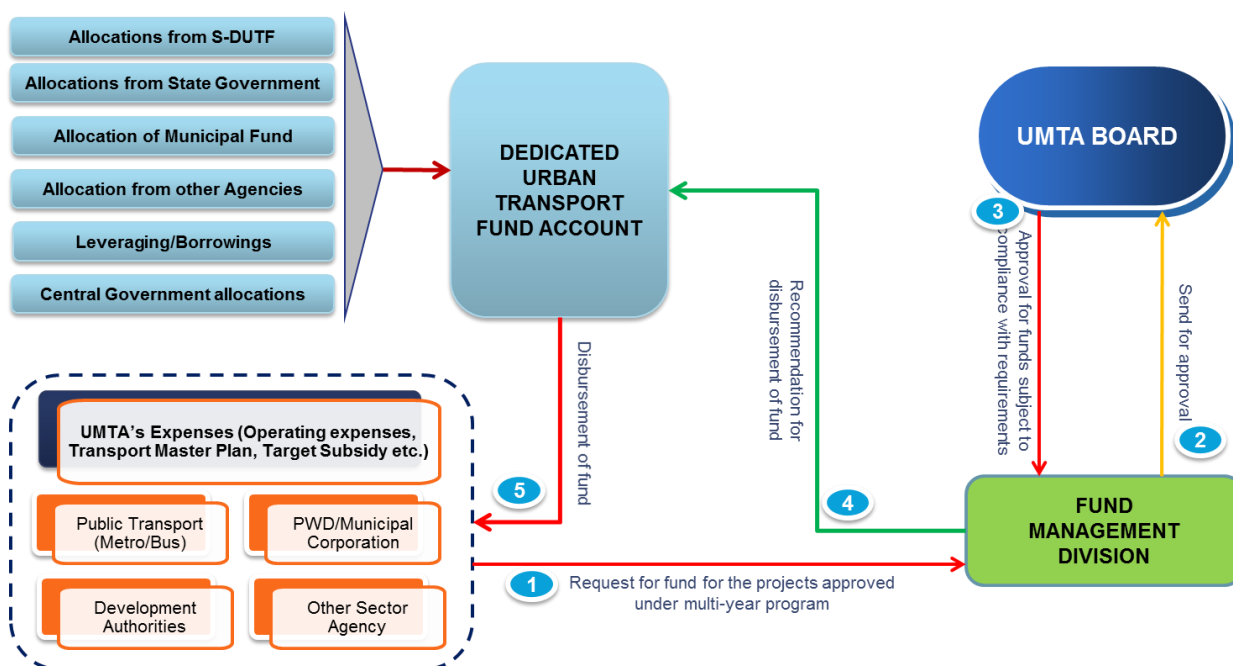 Allocations from S-DUTF
Allocations from State Government
Allocation of Municipal Fund
Allocation from other Agencies
Leveraging/Borrowings
Central Government allocations
DEDICATED
URBAN
TRANSPORT
FUND ACCOUNT
UMTA BOARD
3
Approval for funds subject to
compliance with requirements
Send for approval
2
Recommendation for
disbursement of fund
Disbursement of fund
UMTA's Expenses (Operating expenses,
Transport Master Plan, Target Subsidy etc.)
Public Transport
(Metro/Bus)
PWD/Municipal
Corporation
Development
Authorities
Other Sector
Agency
5
4
FUND
MANAGEMENT
DIVISION
1
Request for fund for the projects approved
under multi-year program